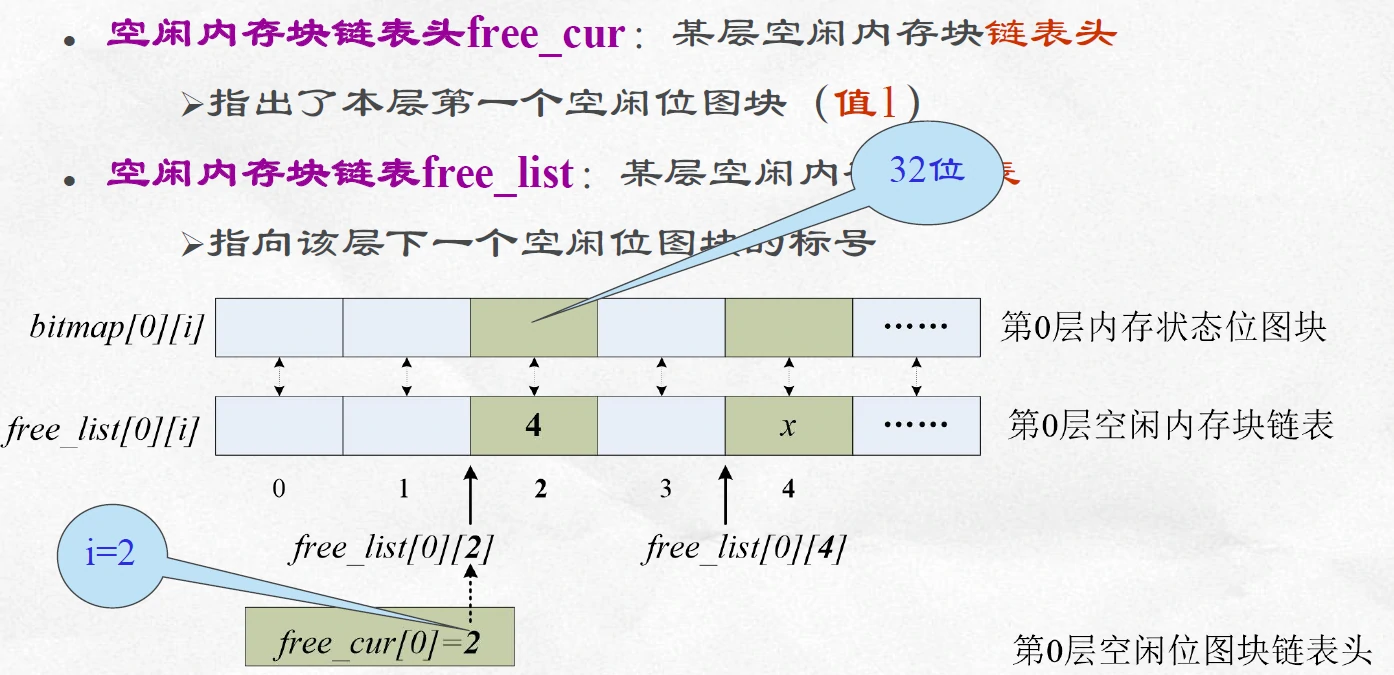 • 空闲内存块链表头free_cur：某层空闲内存块链表头
➢指出了本层第一个空闲位图块（值1）
• 空闲内存块链表free_list：某层空闲内表
32位
➢指向该层下一个空闲位图块的标号
bitmap[0][i] …… 第0层内存状态位图块
free_list[0][i] 4 x …… 第0层空闲内存块链表
0 1 2 3 4
free_list[0][2] free_list[0][4]
i=2
free_cur[0]=2 第0层空闲位图块链表头